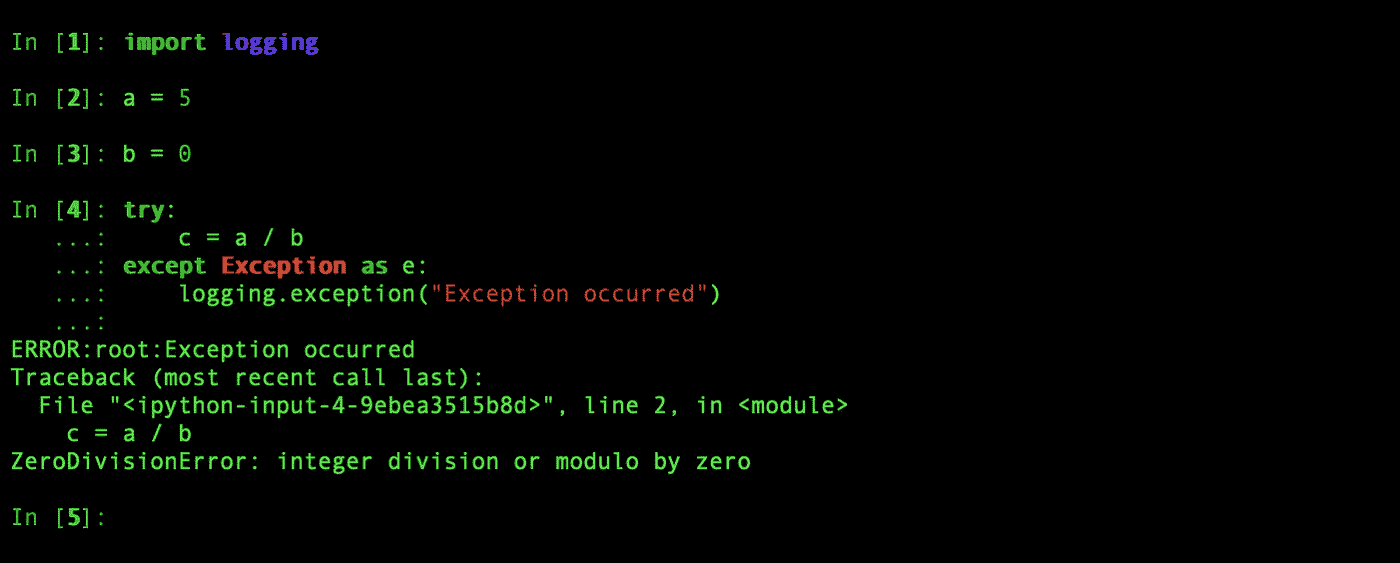 In [1]: import logging
In [2]: a = 5
In [3]: b = 0
In [4]: try:
   ...:     c = a / b
   ...: except Exception as e:
   ...:     logging.exception("Exception occurred")
   ...:
ERROR:root:Exception occurred
Traceback (most recent call last):
  File "<ipython-input-4-9ebea3515b8d>", line 2, in <module>
    c = a / b
ZeroDivisionError: integer division or modulo by zero
In [5]: